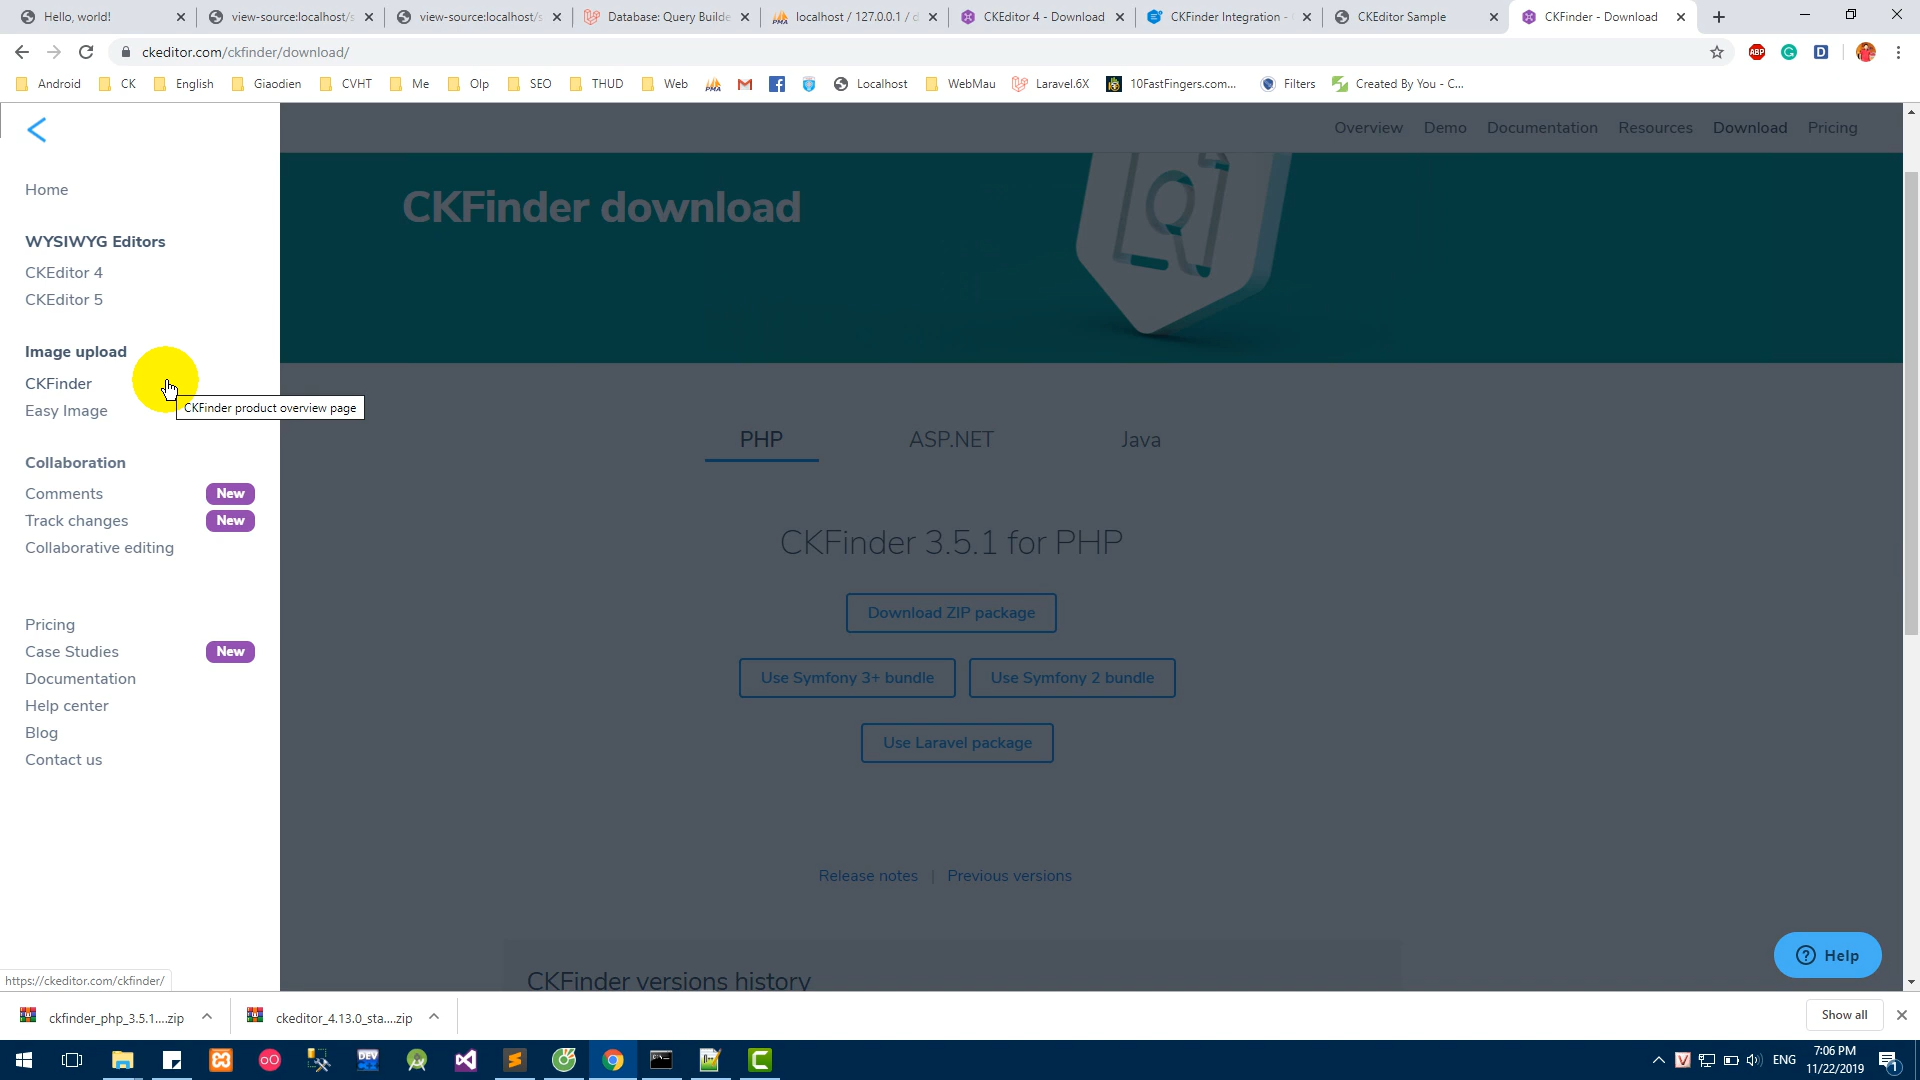 Hello, world!
view-source:localhost/s
view-source:localhost/s
Database: Query Builde
localhost / 127.0.0.1 / d
CKEditor 4 - Download
CKFinder Integration -
CKEditor Sample
CKFinder - Download
ckeditor.com/ckfinder/download/
ABP
D
Android
CK
English
Giaodien
CVHT
Me
Olp
SEO
THUD
Web
Localhost
WebMau
Laravel.6X
10FastFingers.com...
Filters
Created By You - C...
Overview
Demo
Documentation
Resources
Download
Pricing
Home
WYSIWYG Editors
CKEditor 4
CKEditor 5
Image upload
CKFinder
Easy Image
CKFinder product overview page
Collaboration
Comments New
Track changes New
Collaborative editing
Pricing
Case Studies New
Documentation
Help center
Blog
Contact us
https://ckeditor.com/ckfinder/
CKFinder download
PHP
ASP.NET
Java
CKFinder 3.5.1 for PHP
Download ZIP package
Use Symfony 3+ bundle
Use Symfony 2 bundle
Use Laravel package
Release notes | Previous versions
CKFinder versions history
? Help
ckfinder_php_3.5.1....zip
ckeditor_4.13.0_sta....zip
Show all
DEV
V
ENG
7:06 PM
11/22/2019
1